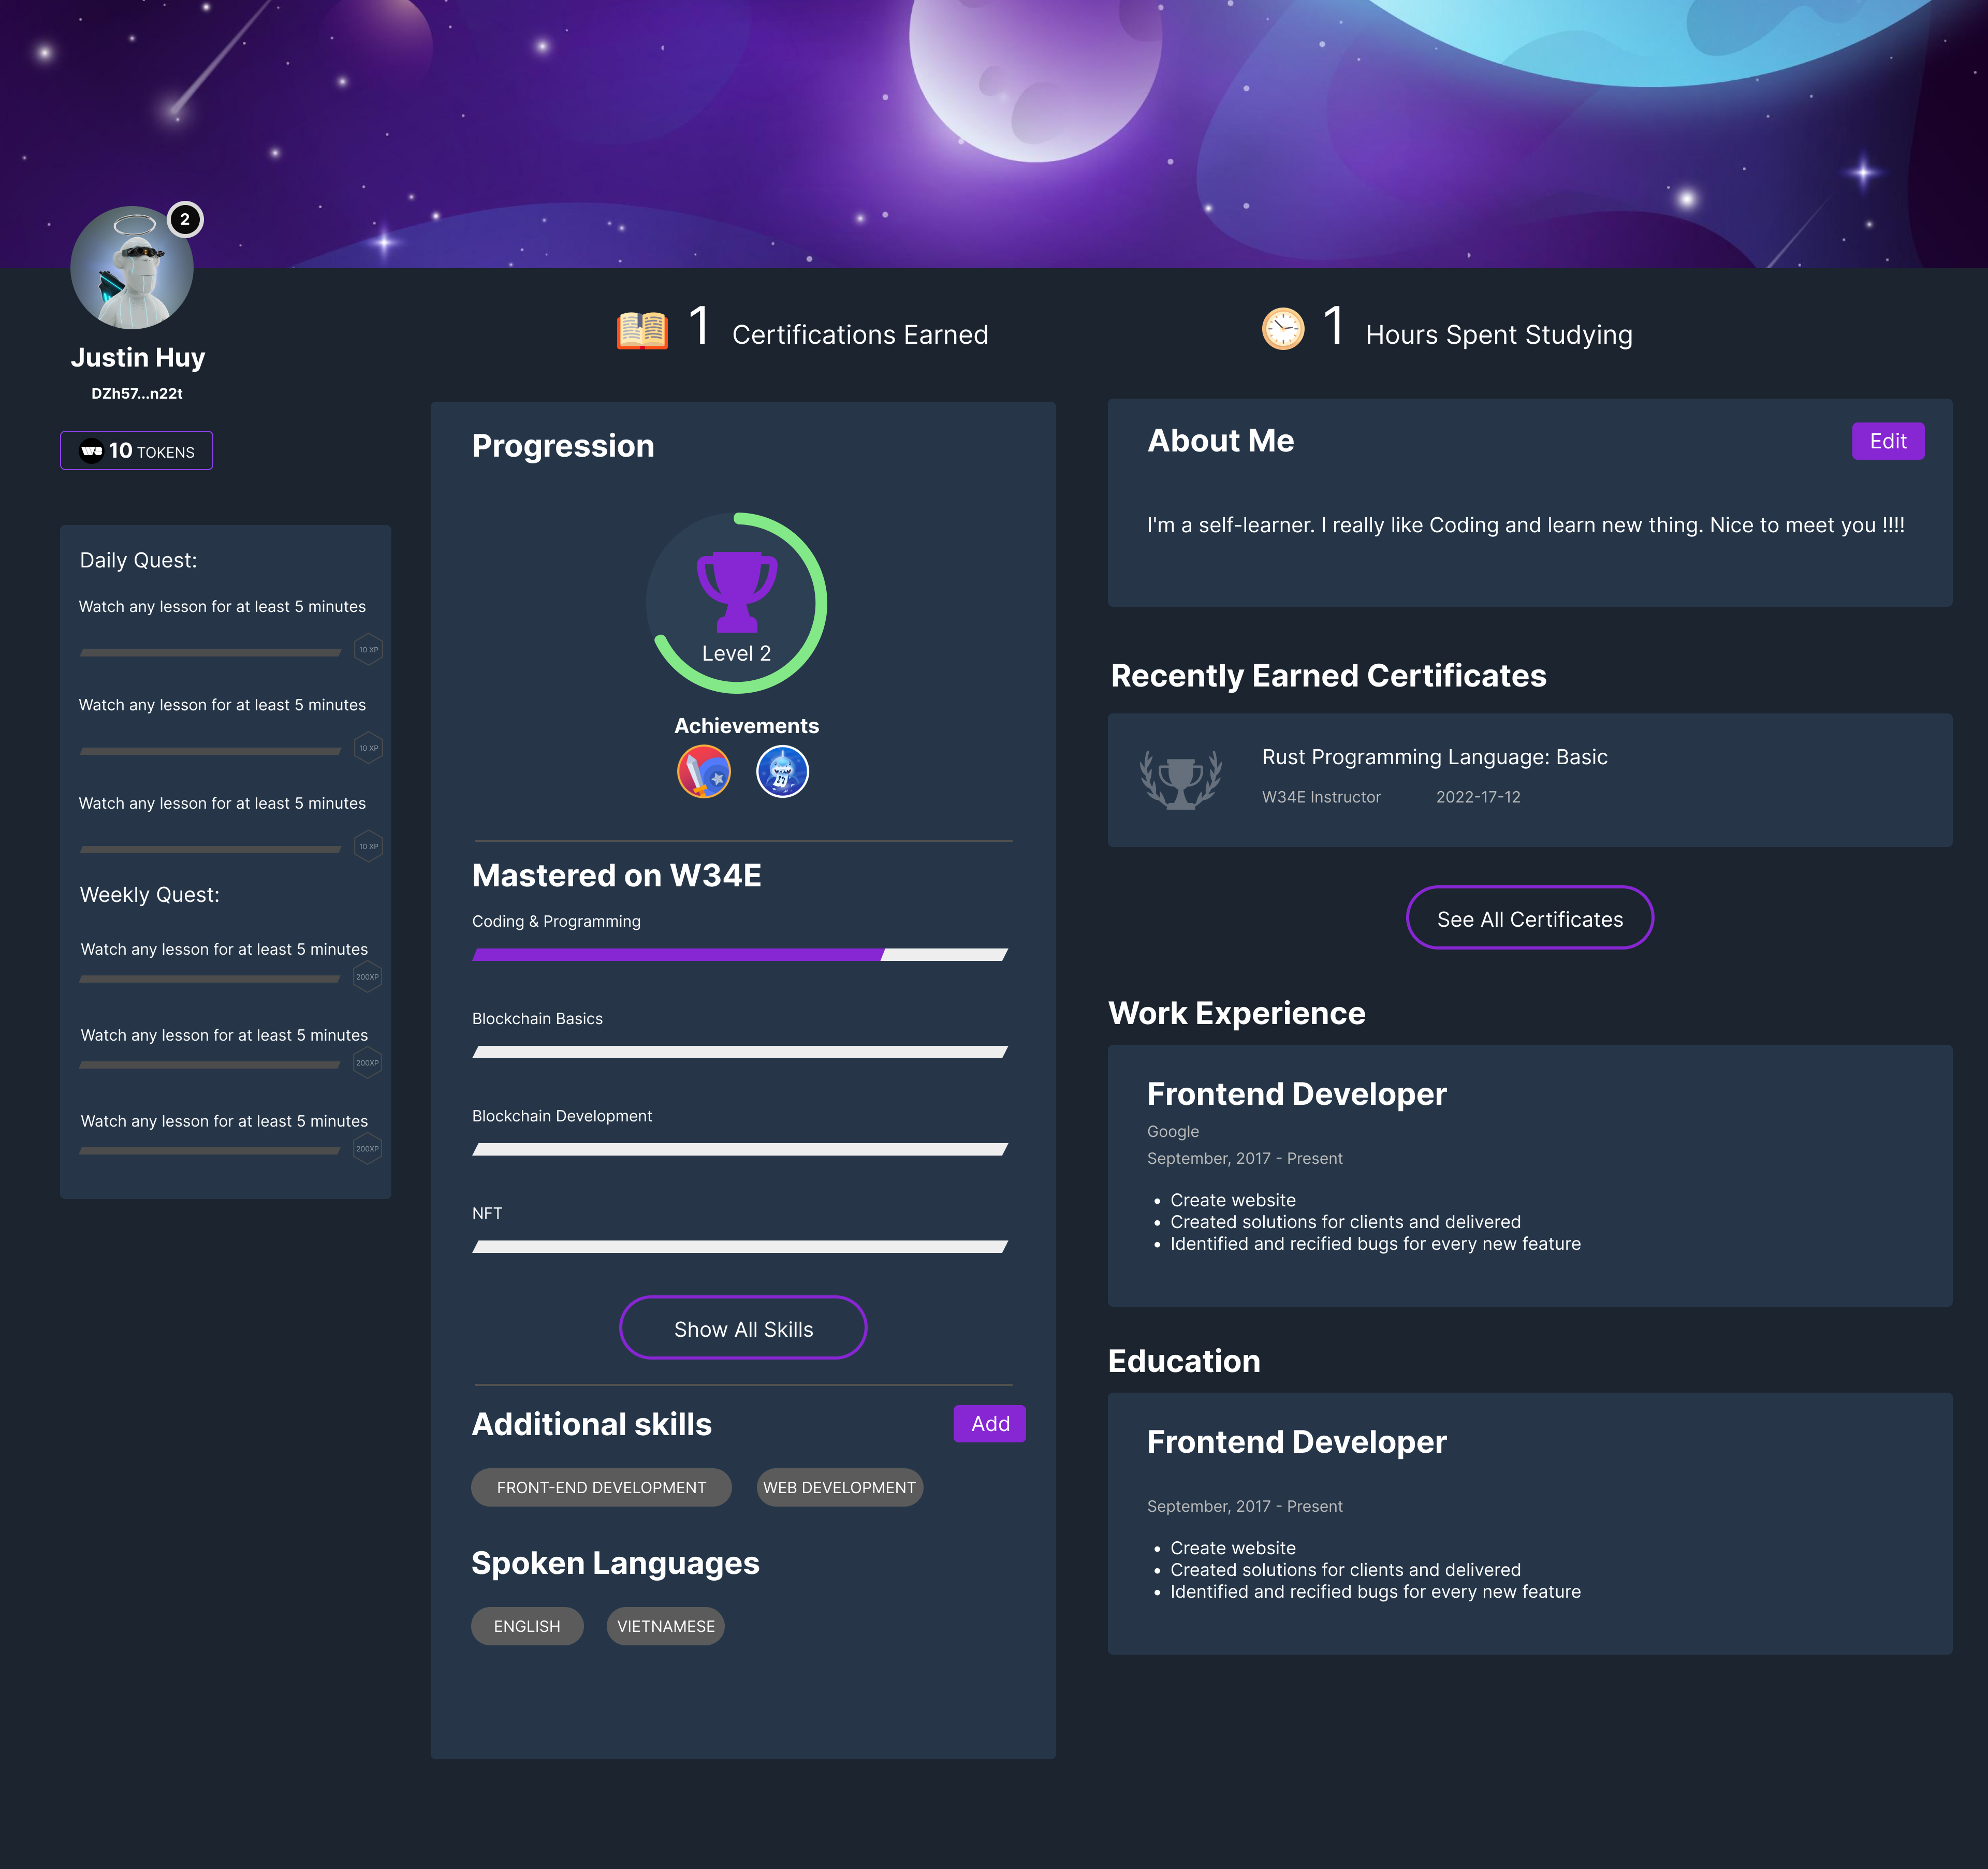 2
Justin Huy
DZh57...n22t
W3 10 TOKENS
1 Certifications Earned
1 Hours Spent Studying
Daily Quest:
Watch any lesson for at least 5 minutes
10 XP
Watch any lesson for at least 5 minutes
10 XP
Watch any lesson for at least 5 minutes
10 XP
Weekly Quest:
Watch any lesson for at least 5 minutes
200XP
Watch any lesson for at least 5 minutes
200XP
Watch any lesson for at least 5 minutes
200XP
Progression
Level 2
Achievements
Mastered on W34E
Coding & Programming
Blockchain Basics
Blockchain Development
NFT
Show All Skills
Additional skills
Add
FRONT-END DEVELOPMENT
WEB DEVELOPMENT
Spoken Languages
ENGLISH
VIETNAMESE
About Me
Edit
I'm a self-learner. I really like Coding and learn new thing. Nice to meet you !!!!
Recently Earned Certificates
Rust Programming Language: Basic
W34E Instructor 2022-17-12
See All Certificates
Work Experience
Frontend Developer
Google
September, 2017 - Present
• Create website
• Created solutions for clients and delivered
• Identified and recified bugs for every new feature
Education
Frontend Developer
September, 2017 - Present
• Create website
• Created solutions for clients and delivered
• Identified and recified bugs for every new feature